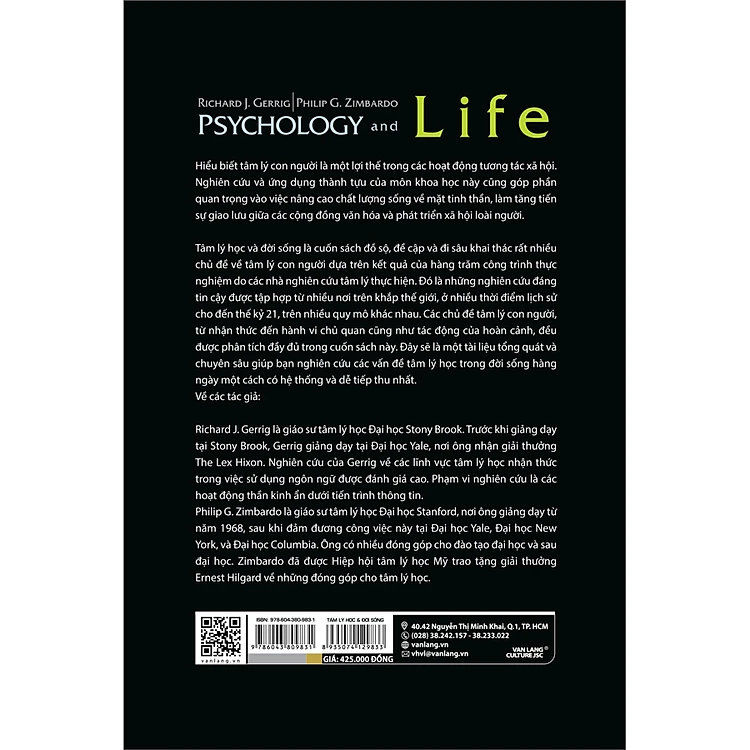 RICHARD J. GERRIG | PHILIP G. ZIMBARDO
PSYCHOLOGY and Life
Hiểu biết tâm lý con người là một lợi thế trong các hoạt động tương tác xã hội.
Nghiên cứu và ứng dụng thành tựu của môn khoa học này cũng góp phần
quan trọng vào việc nâng cao chất lượng sống về mặt tinh thần, làm tăng tiến
sự giao lưu giữa các cộng đồng văn hóa và phát triển xã hội loài người.
Tâm lý học và đời sống là cuốn sách đồ sộ, đề cập và đi sâu khai thác rất nhiều
chủ đề về tâm lý con người dựa trên kết quả của hàng trăm công trình thực
nghiệm do các nhà nghiên cứu tâm lý thực hiện. Đó là những nghiên cứu đáng
tin cậy được tập hợp từ nhiều nơi trên khắp thế giới, ở nhiều thời điểm lịch sử
cho đến thế kỷ 21, trên nhiều quy mô khác nhau. Các chủ đề tâm lý con người,
từ nhận thức đến hành vi chủ quan cũng như tác động của hoàn cảnh, đều
được phân tích đầy đủ trong cuốn sách này. Đây sẽ là một tài liệu tổng quát và
chuyên sâu giúp bạn nghiên cứu các vấn đề tâm lý học trong đời sống hàng
ngày một cách có hệ thống và dễ tiếp thu nhất.
Về các tác giả:
Richard J. Gerrig là giáo sư tâm lý học Đại học Stony Brook. Trước khi giảng dạy
tại Stony Brook, Gerrig giảng dạy tại Đại học Yale, nơi ông nhận giải thưởng
The Lex Hixon. Nghiên cứu của Gerrig về các lĩnh vực tâm lý học nhận thức
trong việc sử dụng ngôn ngữ được đánh giá cao. Phạm vi nghiên cứu là các
hoạt động thần kinh ẩn dưới tiến trình thông tin.
Philip G. Zimbardo là giáo sư tâm lý học Đại học Stanford, nơi ông giảng dạy từ
năm 1968, sau khi đảm đương công việc này tại Đại học Yale, Đại học New
York, và Đại học Columbia. Ông có nhiều đóng góp cho đào tạo đại học và sau
đại học. Zimbardo đã được Hiệp hội tâm lý học Mỹ trao tặng giải thưởng
Ernest Hilgard về những đóng góp cho tâm lý học.
vanlang.vn
ISBN: 978-604-380-983-1
9 786043 809831
TÂM LÝ HỌC & ĐỜI SỐNG
8 935074 129833
GIÁ: 425.000 ĐỒNG
40.42 Nguyễn Thị Minh Khai, Q.1, TP. HCM
(028) 38.242.157 - 38.233.022
vanlang.vn
vhvl@vanlang.vn
VAN LANG ®
CULTURE JSC